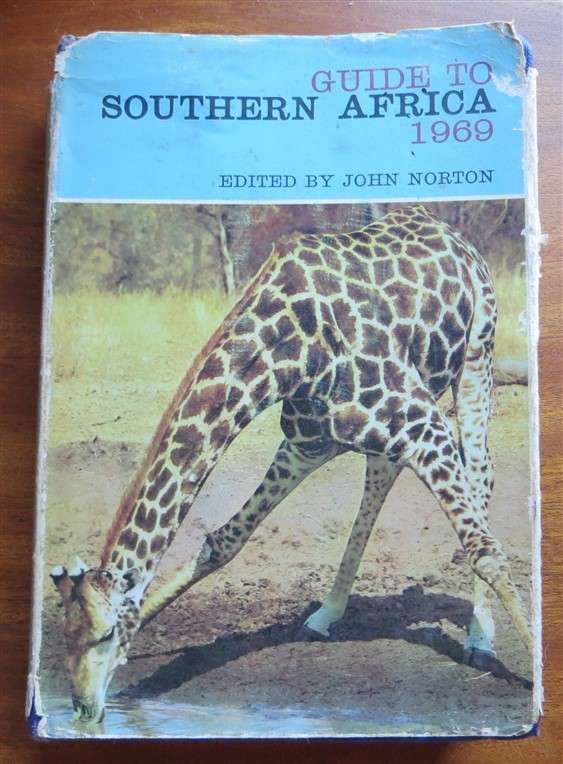 GUIDE TO
SOUTHERN AFRICA
1969
EDITED BY JOHN NORTON